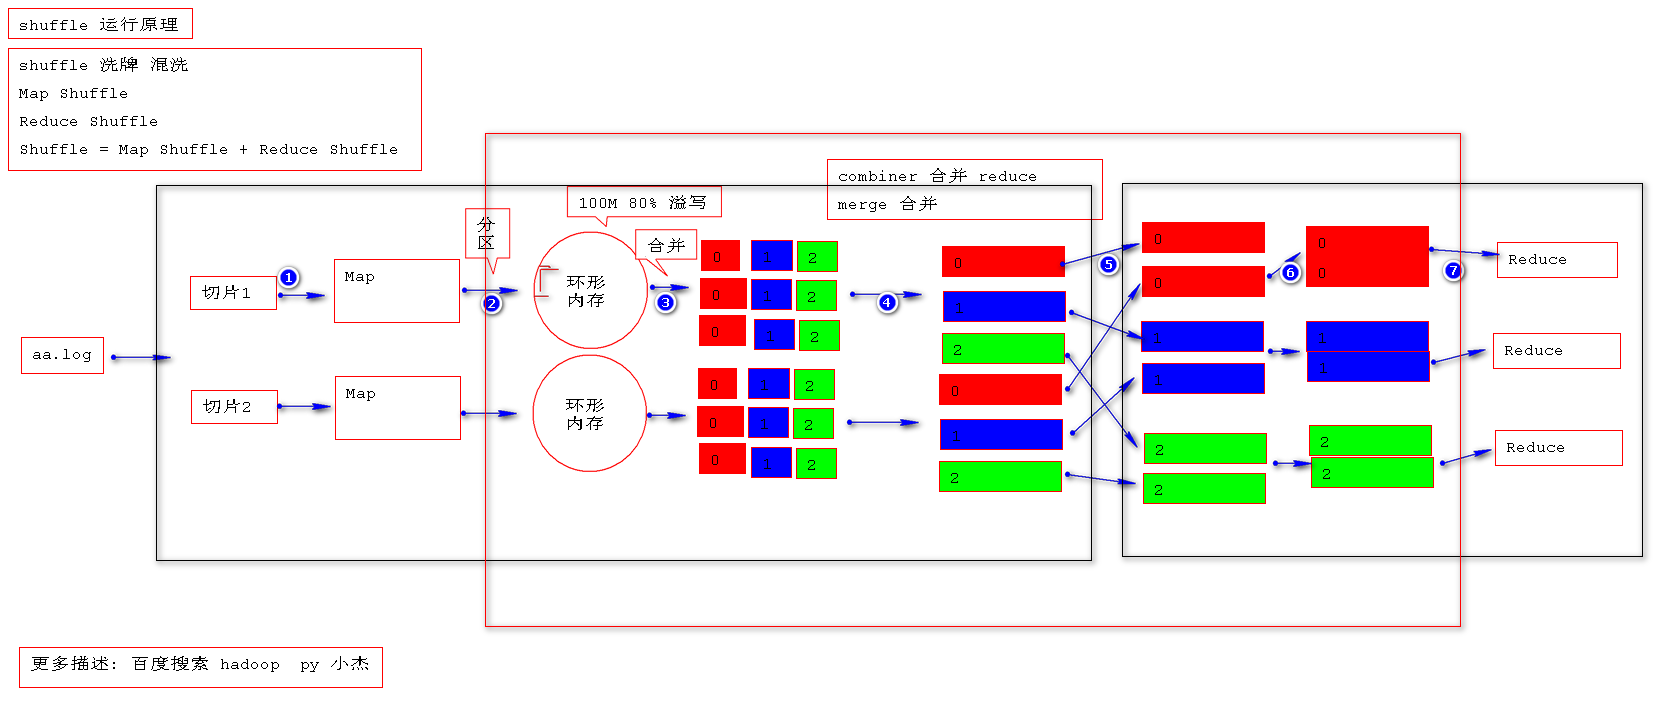 shuffle 运行原理
shuffle 洗牌 混洗
Map Shuffle
Reduce Shuffle
Shuffle = Map Shuffle + Reduce Shuffle
combiner 合并 reduce
merge 合并
100M 80% 溢写
分
区
合并
aa.log
切片1
1
Map
2
环形
内存
3
0 1 2
0 1 2
0 1 2
4
0
1
2
切片2
Map
环形
内存
0 1 2
0 1 2
0 1 2
0
1
2
5
0
0
6
0
0
7
Reduce
1
1
1
1
Reduce
2
2
2
2
Reduce
更多描述: 百度搜索 hadoop py 小杰